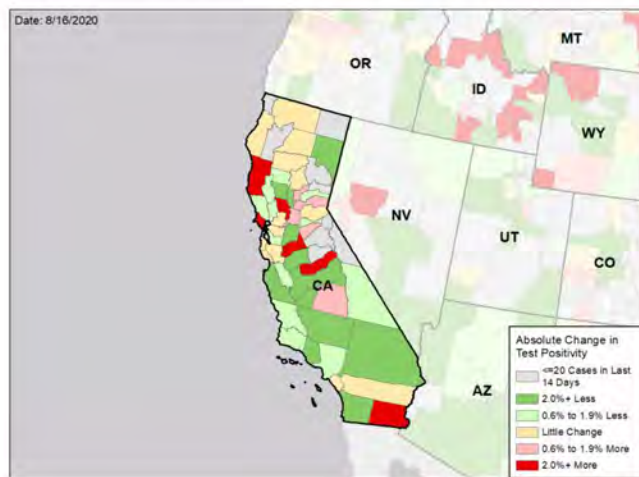 Date: 8/16/2020
MT
OR
ID
WY
NV
UT
CO
CA
AZ
Absolute Change in
Test Positivity
<=20 Cases in Last
14 Days
2.0%+ Less
0.6% to 1.9% Less
Little Change
0.6% to 1.9% More
2.0%+ More